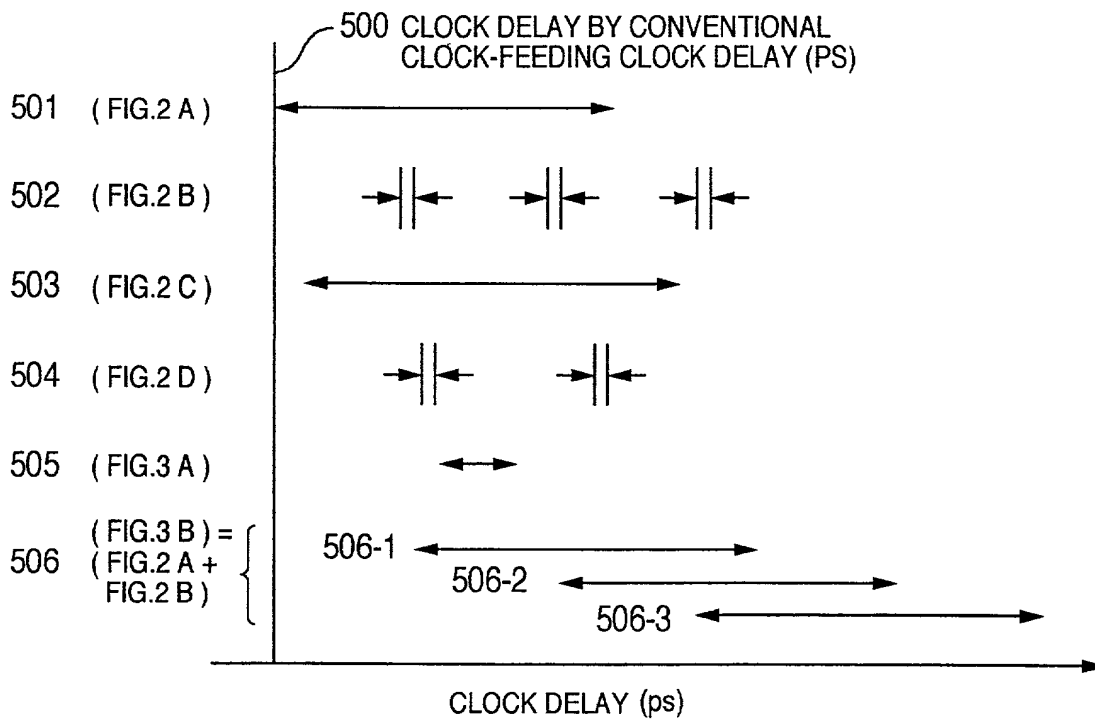 500 CLOCK DELAY BY CONVENTIONAL
CLOCK-FEEDING CLOCK DELAY (PS)
501 (FIG.2 A)
502 (FIG.2 B)
503 (FIG.2 C)
504 (FIG.2 D)
505 (FIG.3 A)
506 (FIG.3 B) =
(FIG.2 A +
FIG.2 B)
506-1
506-2
506-3
CLOCK DELAY (ps)